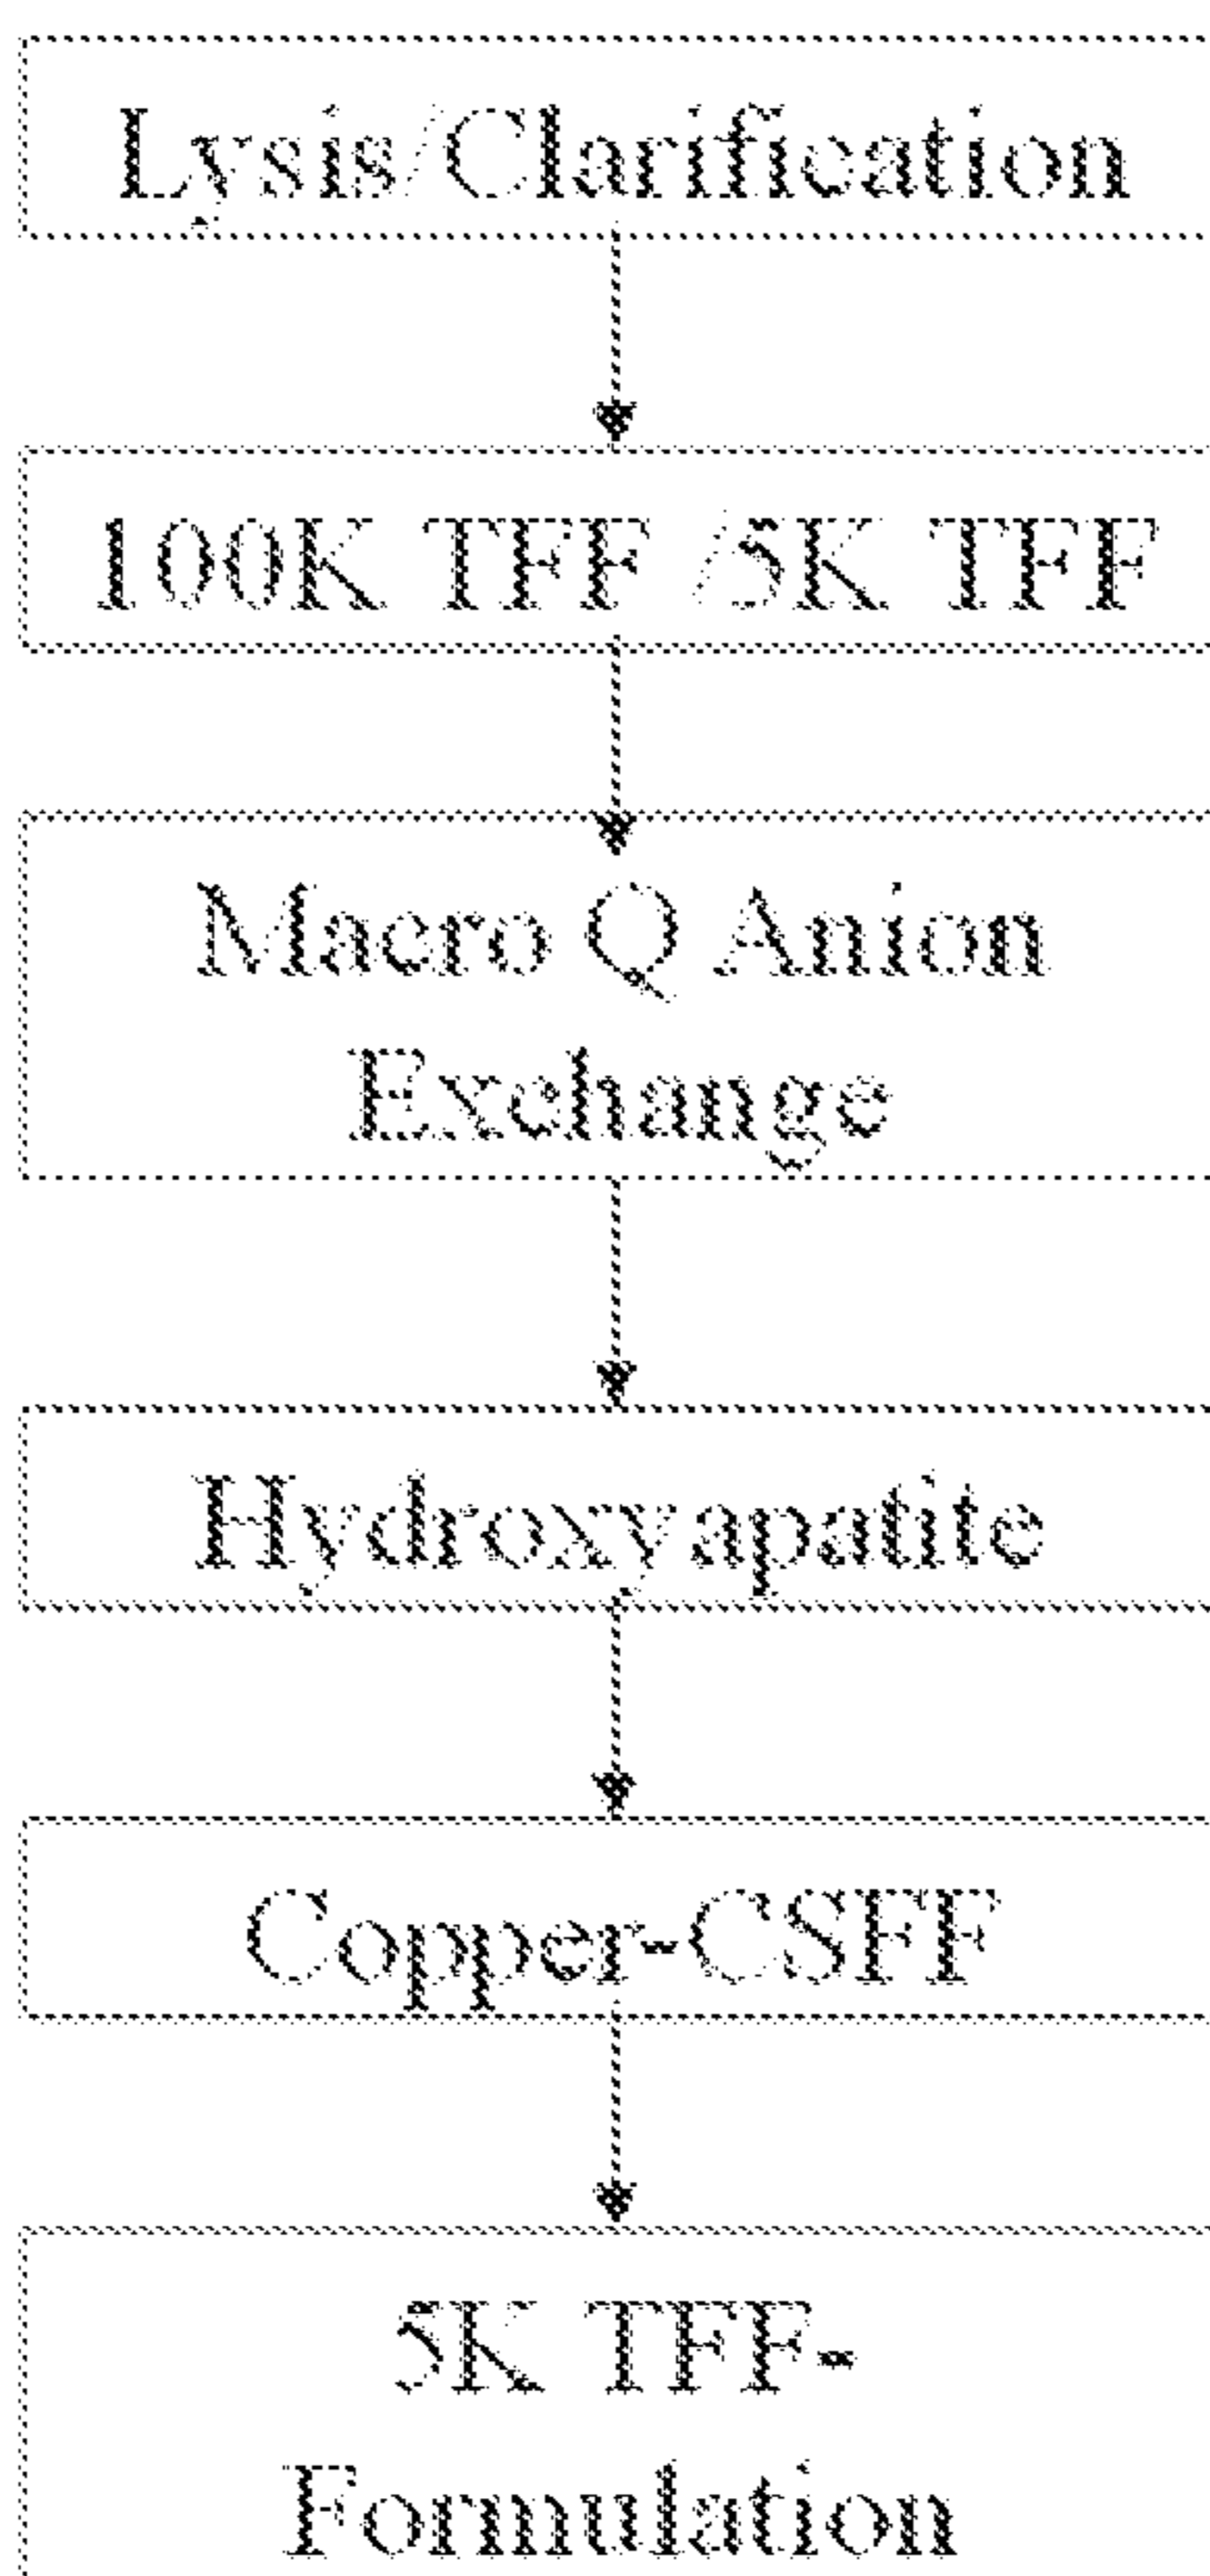 Lysis/Clarification
100K TFF /5K TFF
Macro Q Anion
Exchange
Hydroxyapatite
Copper-CSFF
5K TFF-
Formulation